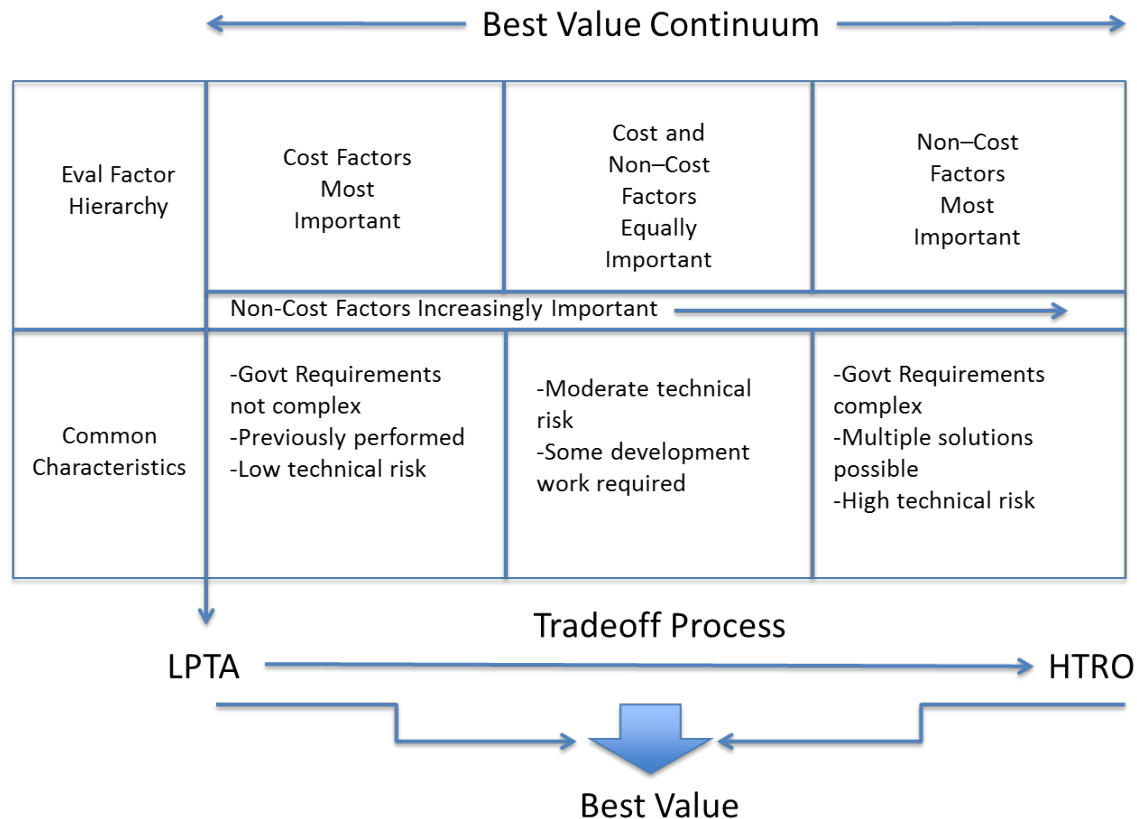 Best Value Continuum
Eval Factor
Hierarchy
Cost Factors
Most
Important
Cost and
Non–Cost
Factors
Equally
Important
Non–Cost
Factors
Most
Important
Non-Cost Factors Increasingly Important
Common
Characteristics
-Govt Requirements
not complex
-Previously performed
-Low technical risk
-Moderate technical
risk
-Some development
work required
-Govt Requirements
complex
-Multiple solutions
possible
-High technical risk
Tradeoff Process
LPTA
HTRO
Best Value